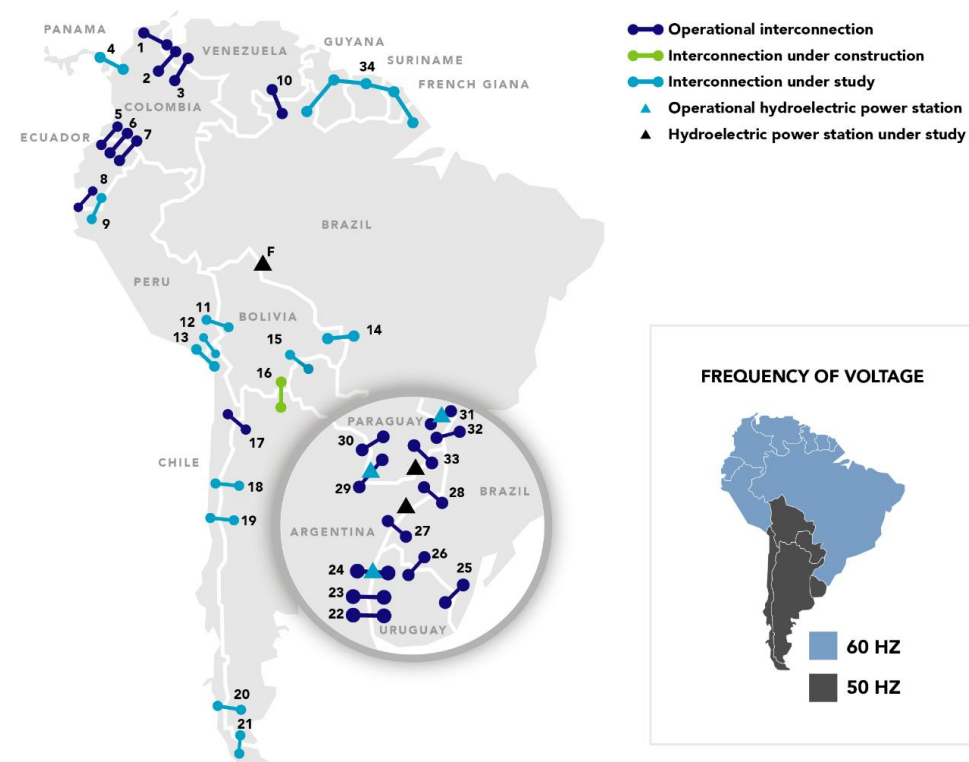 PANAMA
4
1
VENEZUELA
GUYANA
SURINAME
FRENCH GIANA
34
2
3
10
COLOMBIA
5
6
7
ECUADOR
8
9
BRAZIL
F
PERU
BOLIVIA
11
12
13
14
15
16
17
CHILE
18
19
PARAGUAY
31
32
30
33
29
BRAZIL
28
ARGENTINA
27
26
25
24
23
22
URUGUAY
20
21
Operational interconnection
Interconnection under construction
Interconnection under study
Operational hydroelectric power station
Hydroelectric power station under study
FREQUENCY OF VOLTAGE
60 HZ
50 HZ